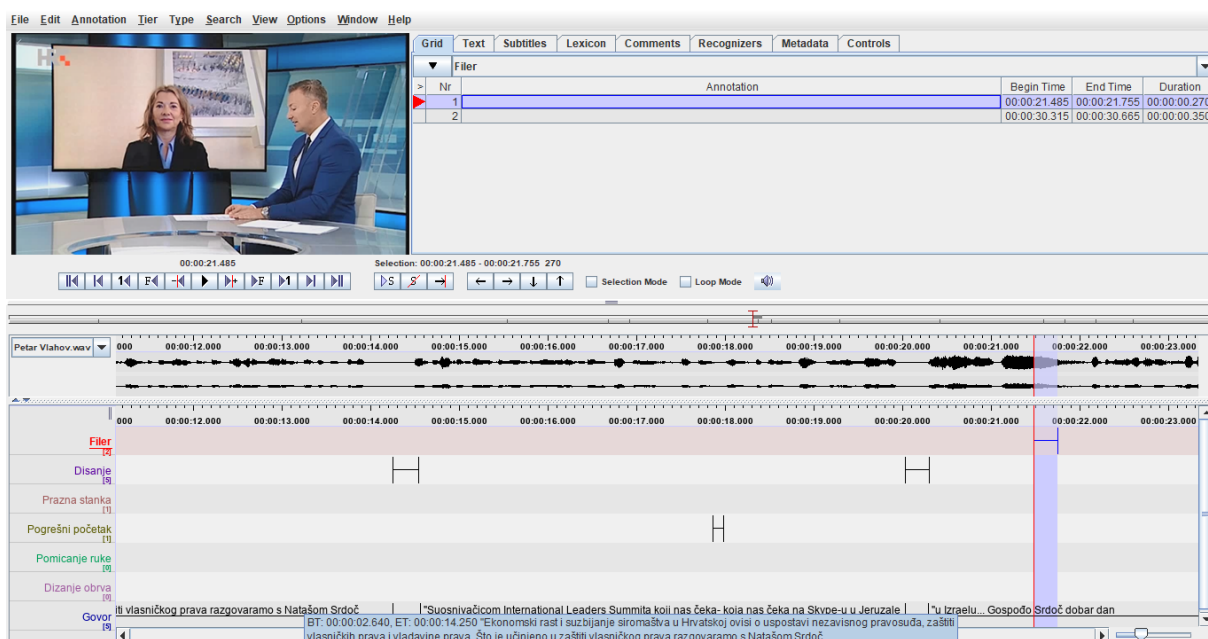 File Edit Annotation Tier Type Search View Options Window Help
Grid Text Subtitles Lexicon Comments Recognizers Metadata Controls
Filer
> Nr Annotation Begin Time End Time Duration
1 00:00:21.485 00:00:21.755 00:00:00.270
2 00:00:30.315 00:00:30.665 00:00:00.350
00:00:21.485 Selection: 00:00:21.485 - 00:00:21.755 270
1 F F 1 S S Selection Mode Loop Mode
Petar Vlahov.wav 000 00:00:12.000 00:00:13.000 00:00:14.000 00:00:15.000 00:00:16.000 00:00:17.000 00:00:18.000 00:00:19.000 00:00:20.000 00:00:21.000 00:00:22.000 00:00:23.000
000 00:00:12.000 00:00:13.000 00:00:14.000 00:00:15.000 00:00:16.000 00:00:17.000 00:00:18.000 00:00:19.000 00:00:20.000 00:00:21.000 00:00:22.000 00:00:23.000
Filer
[2]
Disanje
[5]
Prazna stanka
[1]
Pogrešni početak
[1]
Pomicanje ruke
[0]
Dizanje obrva
[0]
Govor
[5]
iti vlasničkog prava razgovaramo s Natašom Srdoč "Suosnivačicom International Leaders Summita koji nas čeka- koja nas čeka na Skype-u u Jeruzale "u Izraelu... Gospođo Srdoč dobar dan
BT: 00:00:02.640, ET: 00:00:14.250 "Ekonomski rast i suzbijanje siromaštva u Hrvatskoj ovisi o uspostavi nezavisnog pravosuđa, zaštiti
vlasničkih prava i vladavine prava. Što je učinjeno u zaštiti vlasničkog prava razgovaramo s Natašom Srdoč